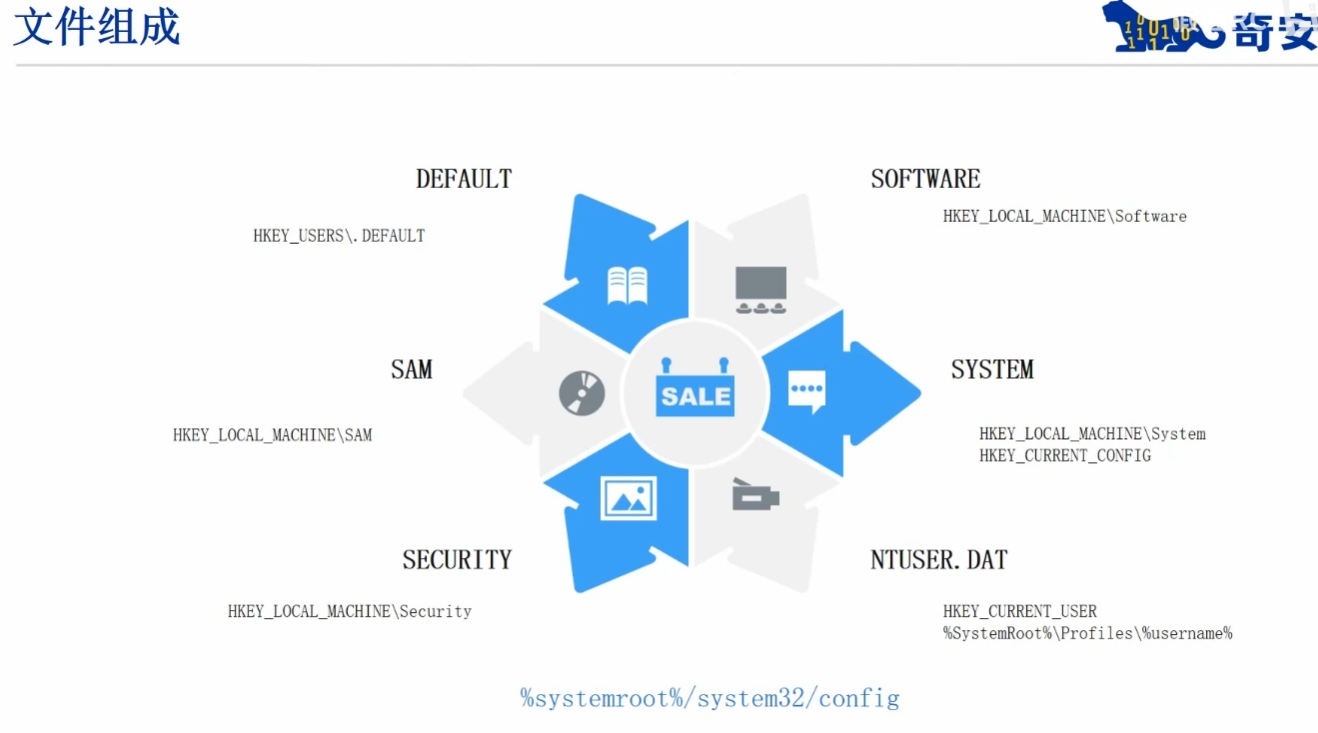 文件组成
奇安
DEFAULT
HKEY_USERS\.DEFAULT
SOFTWARE
HKEY_LOCAL_MACHINE\Software
SAM
HKEY_LOCAL_MACHINE\SAM
SALE
SYSTEM
HKEY_LOCAL_MACHINE\System
HKEY_CURRENT_CONFIG
SECURITY
HKEY_LOCAL_MACHINE\Security
NTUSER.DAT
HKEY_CURRENT_USER
%SystemRoot%\Profiles\%username%
%systemroot%/system32/config